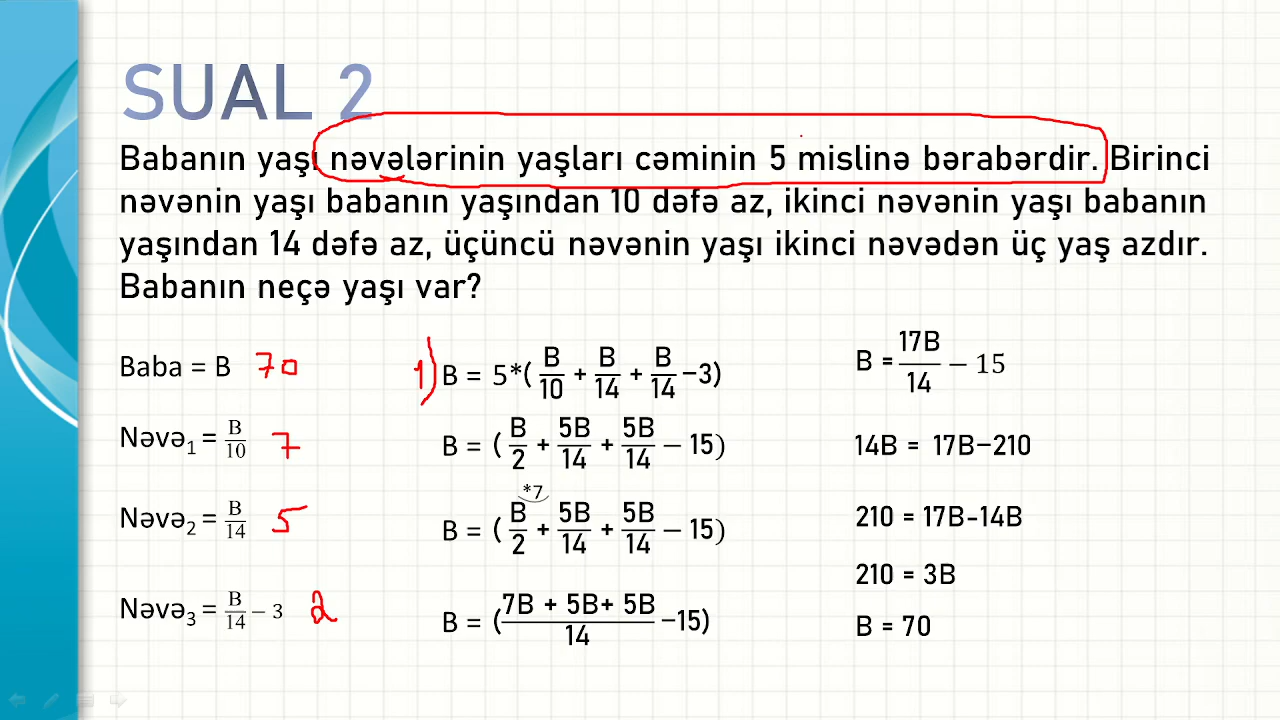 SUAL 2
Babanın yaşı nəvələrinin yaşları cəminin 5 mislinə bərabərdir. Birinci
nəvənin yaşı babanın yaşından 10 dəfə az, ikinci nəvənin yaşı babanın
yaşından 14 dəfə az, üçüncü nəvənin yaşı ikinci nəvədən üç yaş azdır.
Babanın neçə yaşı var?
Baba = B 70
Nəvə₁ = B/10 7
Nəvə₂ = B/14 5
Nəvə₃ = B/14 − 3 2
1) B = 5*( B/10 + B/14 + B/14 −3)
B = ( B/2 + 5B/14 + 5B/14 − 15)
*7
B = ( B/2 + 5B/14 + 5B/14 − 15)
B = ( 7B + 5B+ 5B/14 −15)
B = 17B/14 − 15
14B = 17B−210
210 = 17B-14B
210 = 3B
B = 70